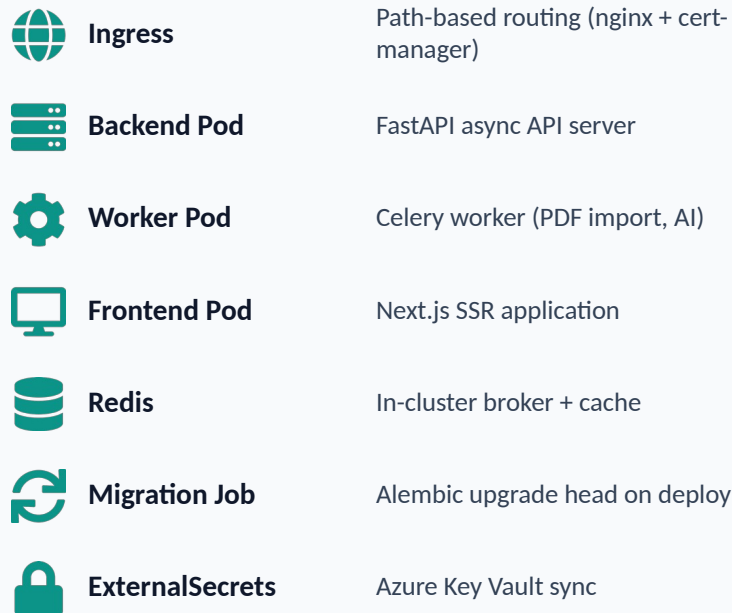 Ingress
Path-based routing (nginx + cert-
manager)
Backend Pod
FastAPI async API server
Worker Pod
Celery worker (PDF import, AI)
Frontend Pod
Next.js SSR application
Redis
In-cluster broker + cache
Migration Job
Alembic upgrade head on deploy
ExternalSecrets
Azure Key Vault sync